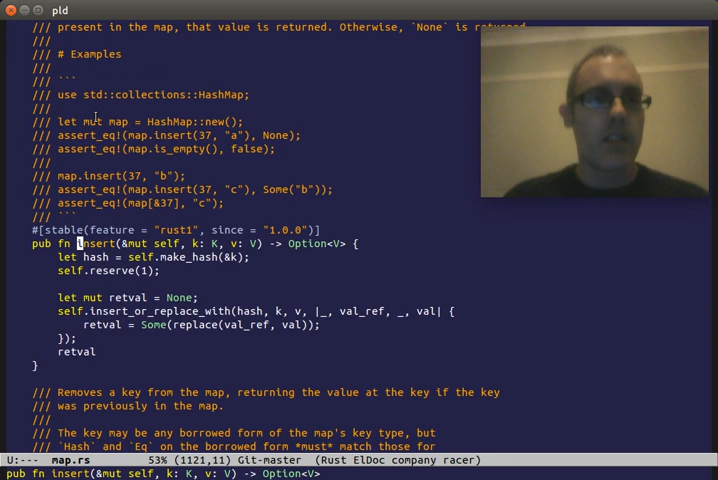 pld
/// present in the map, that value is returned. Otherwise, `None` is returned
///
/// # Examples
///
/// ```
/// use std::collections::HashMap;
///
/// let mut map = HashMap::new();
/// assert_eq!(map.insert(37, "a"), None);
/// assert_eq!(map.is_empty(), false);
///
/// map.insert(37, "b");
/// assert_eq!(map.insert(37, "c"), Some("b"));
/// assert_eq!(map[&37], "c");
/// ```
#[stable(feature = "rust1", since = "1.0.0")]
pub fn insert(&mut self, k: K, v: V) -> Option<V> {
let hash = self.make_hash(&k);
self.reserve(1);
let mut retval = None;
self.insert_or_replace_with(hash, k, v, |_, val_ref, _, val| {
retval = Some(replace(val_ref, val));
});
retval
}
/// Removes a key from the map, returning the value at the key if the key
/// was previously in the map.
///
/// The key may be any borrowed form of the map's key type, but
/// `Hash` and `Eq` on the borrowed form *must* match those for
U:--- map.rs 53% (1121,11) Git-master (Rust ElDoc company racer)
pub fn insert(&mut self, k: K, v: V) -> Option<V>